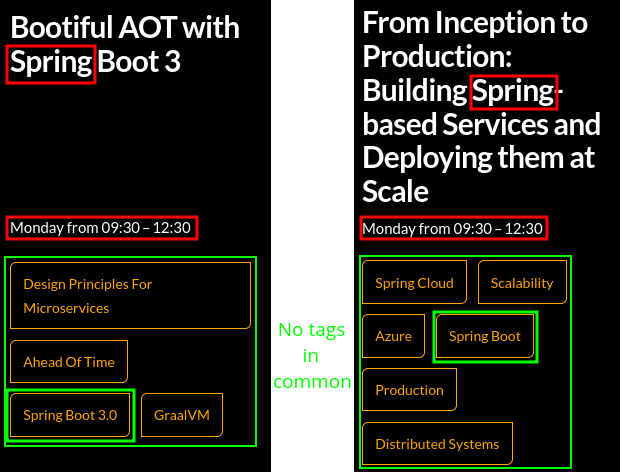 Bootiful AOT with
Spring Boot 3
Monday from 09:30 – 12:30
Design Principles For
Microservices
Ahead Of Time
Spring Boot 3.0
GraalVM
No tags
in
common
From Inception to
Production:
Building Spring-
based Services and
Deploying them at
Scale
Monday from 09:30 – 12:30
Spring Cloud
Scalability
Azure
Spring Boot
Production
Distributed Systems